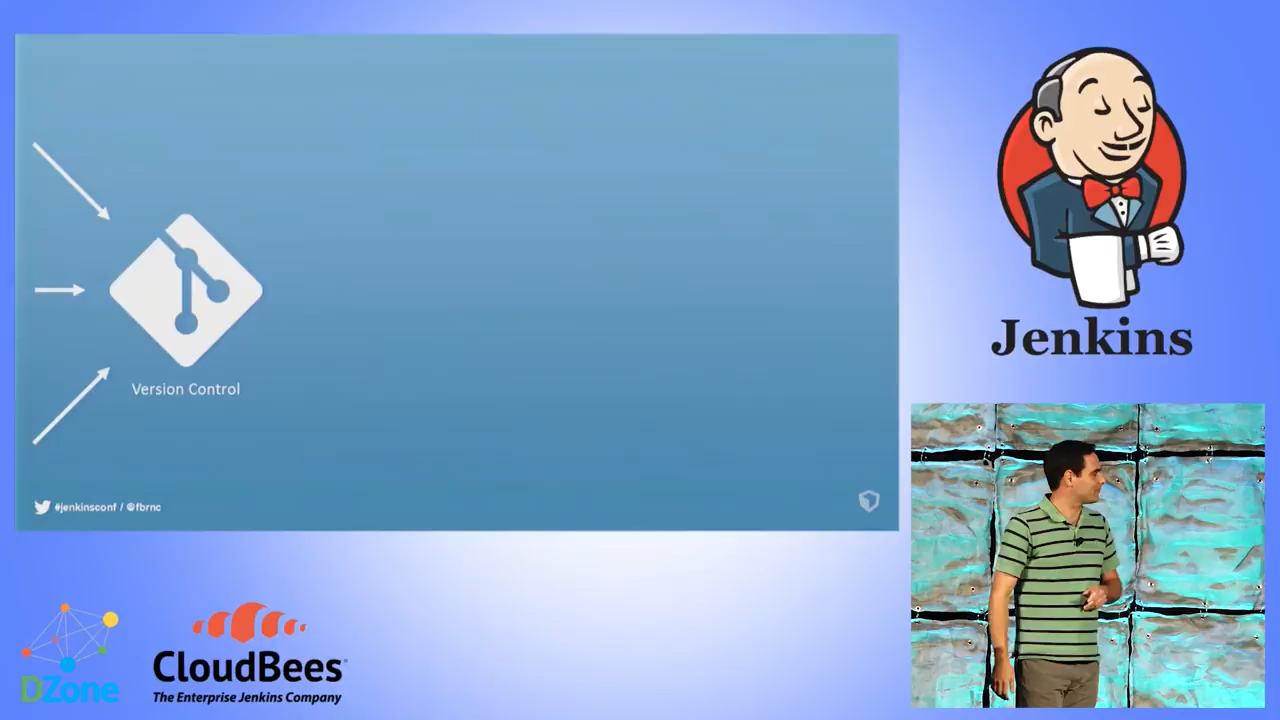 Version Control
#jenkinsconf / @fbrnc
Jenkins
DZone
CloudBees
The Enterprise Jenkins Company